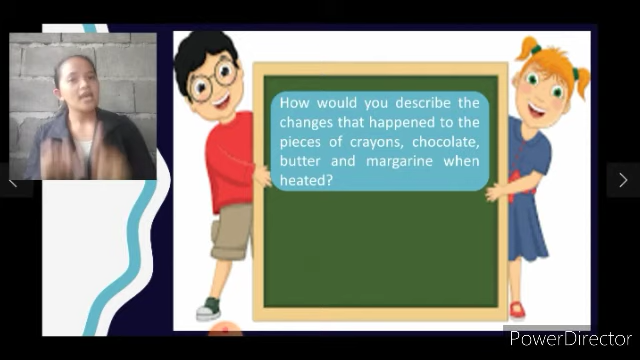 How would you describe the
changes that happened to the
pieces of crayons, chocolate,
butter and margarine when
heated?
PowerDirector